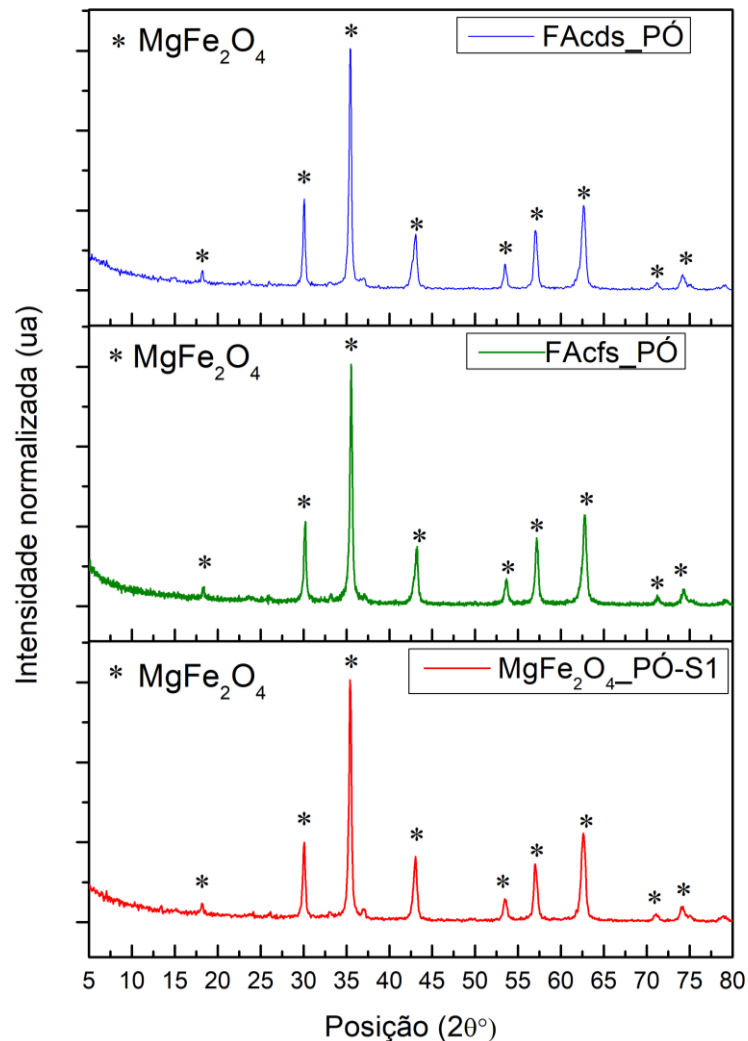 * MgFe₂O₄
FAcds_PÓ
* * * * * * * * *
* MgFe₂O₄
FAcfs_PÓ
* * * * * * * * *
* MgFe₂O₄
MgFe₂O₄_PÓ-S1
* * * * * * * * *
Intensidade normalizada (ua)
5 10 15 20 25 30 35 40 45 50 55 60 65 70 75 80
Posição (2θ°)